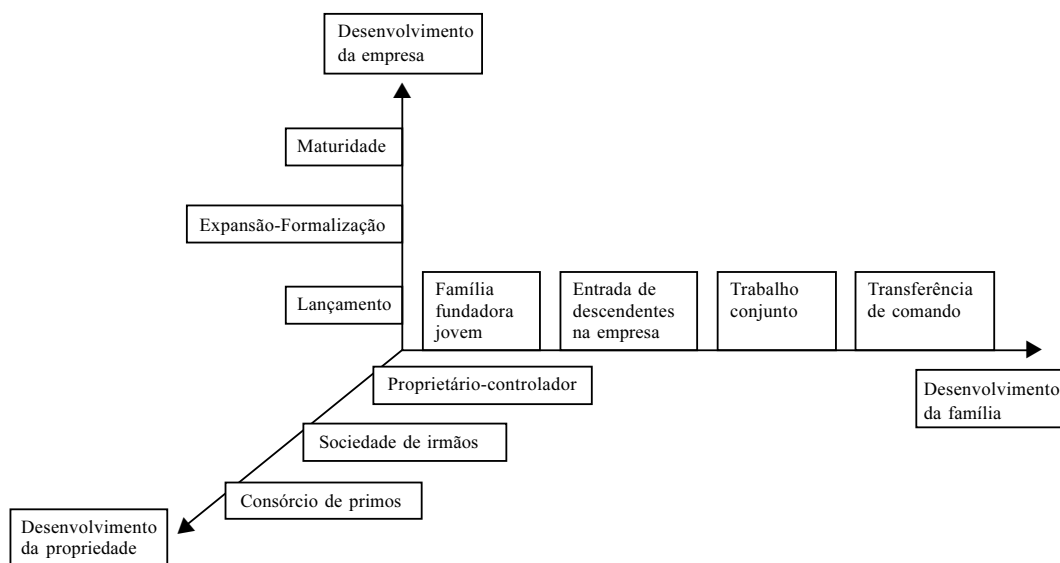 Desenvolvimento
da empresa
Maturidade
Expansão-Formalização
Lançamento
Família
fundadora
jovem
Entrada de
descendentes
na empresa
Trabalho
conjunto
Transferência
de comando
Proprietário-controlador
Desenvolvimento
da família
Sociedade de irmãos
Consórcio de primos
Desenvolvimento
da propriedade